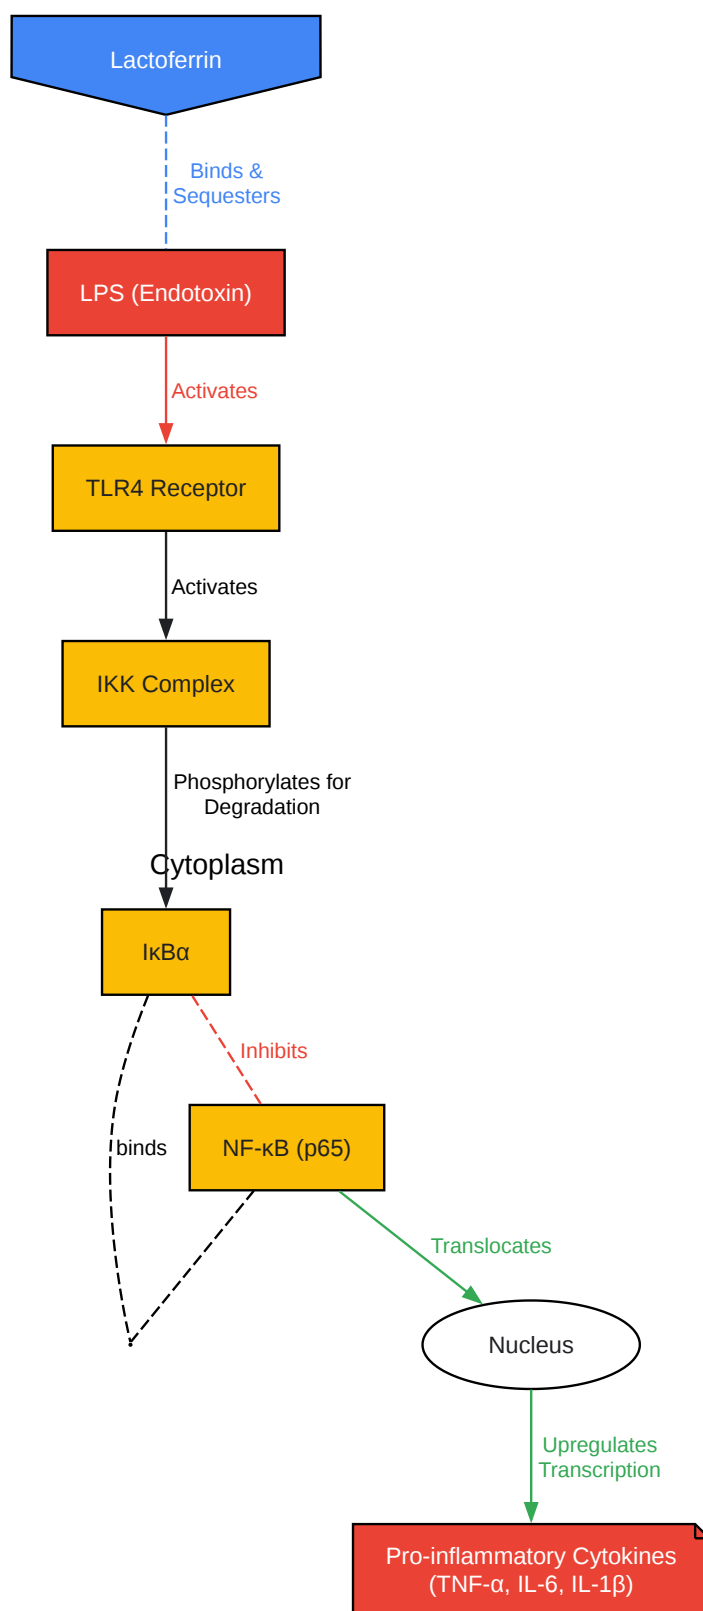 Lactoferrin
Binds &
Sequesters
LPS (Endotoxin)
Activates
TLR4 Receptor
Activates
IKK Complex
Phosphorylates for
Degradation
Cytoplasm
IκBα
Inhibits
binds
NF-κB (p65)
Translocates
Nucleus
Upregulates
Transcription
Pro-inflammatory Cytokines
(TNF-α, IL-6, IL-1β)